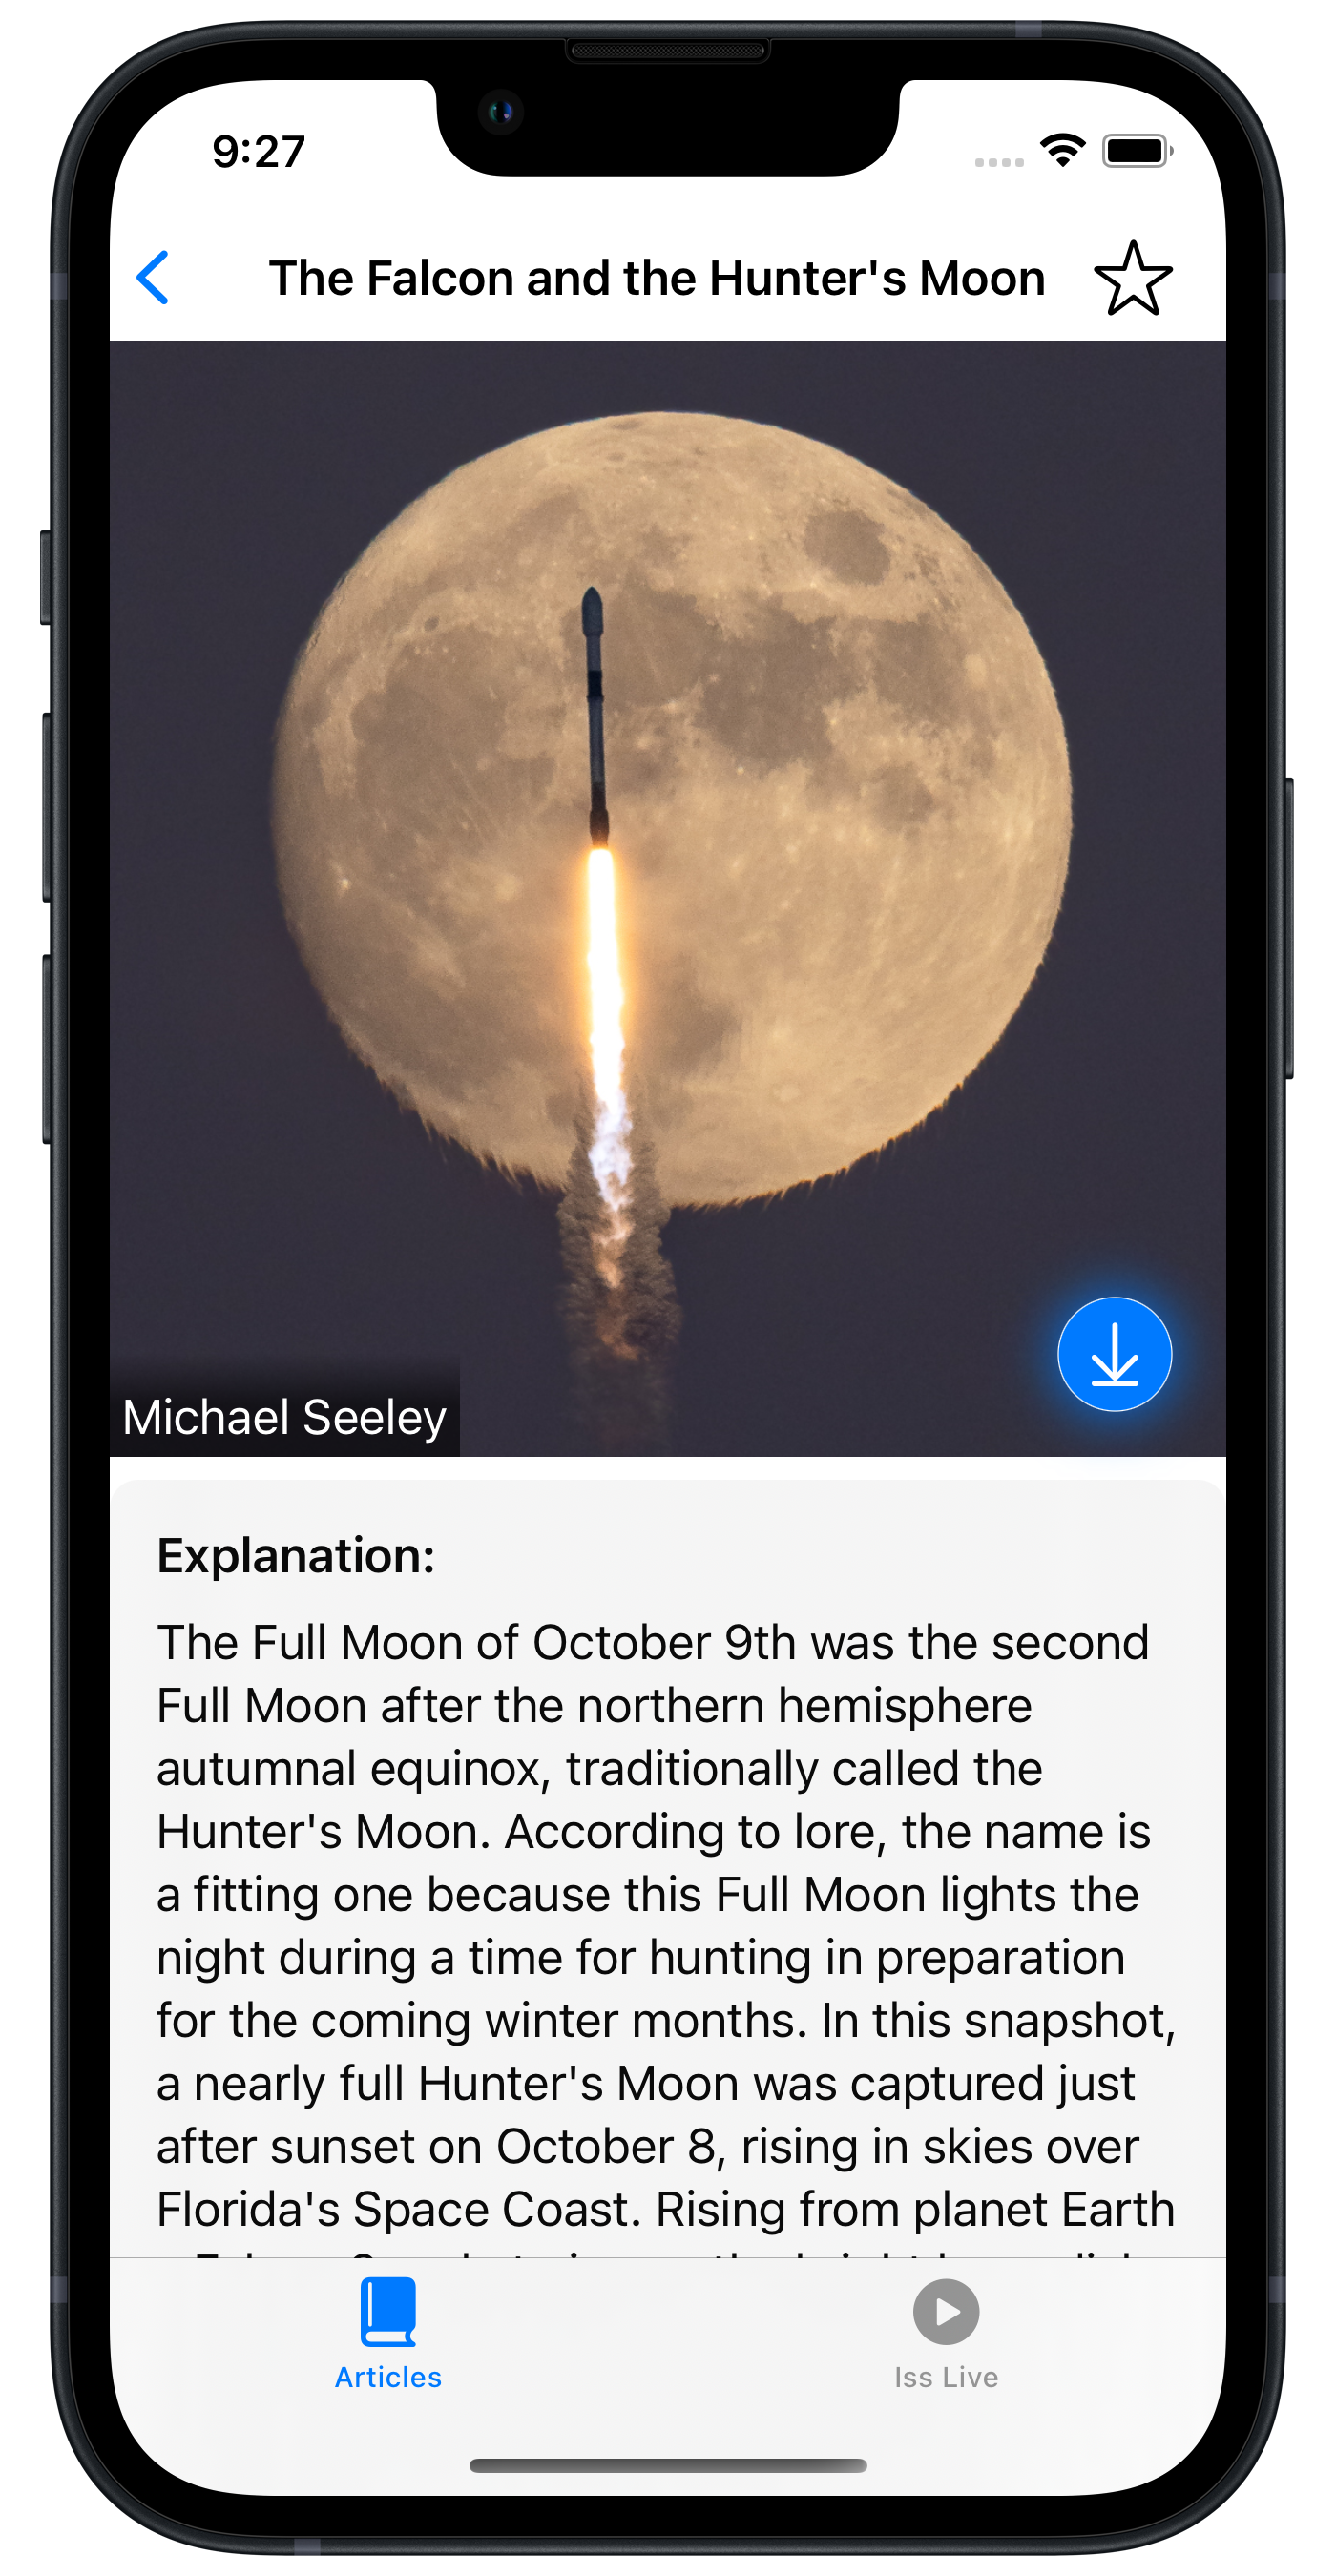 9:27
The Falcon and the Hunter's Moon
Michael Seeley
Explanation:
The Full Moon of October 9th was the second
Full Moon after the northern hemisphere
autumnal equinox, traditionally called the
Hunter's Moon. According to lore, the name is
a fitting one because this Full Moon lights the
night during a time for hunting in preparation
for the coming winter months. In this snapshot,
a nearly full Hunter's Moon was captured just
after sunset on October 8, rising in skies over
Florida's Space Coast. Rising from planet Earth
Articles
Iss Live